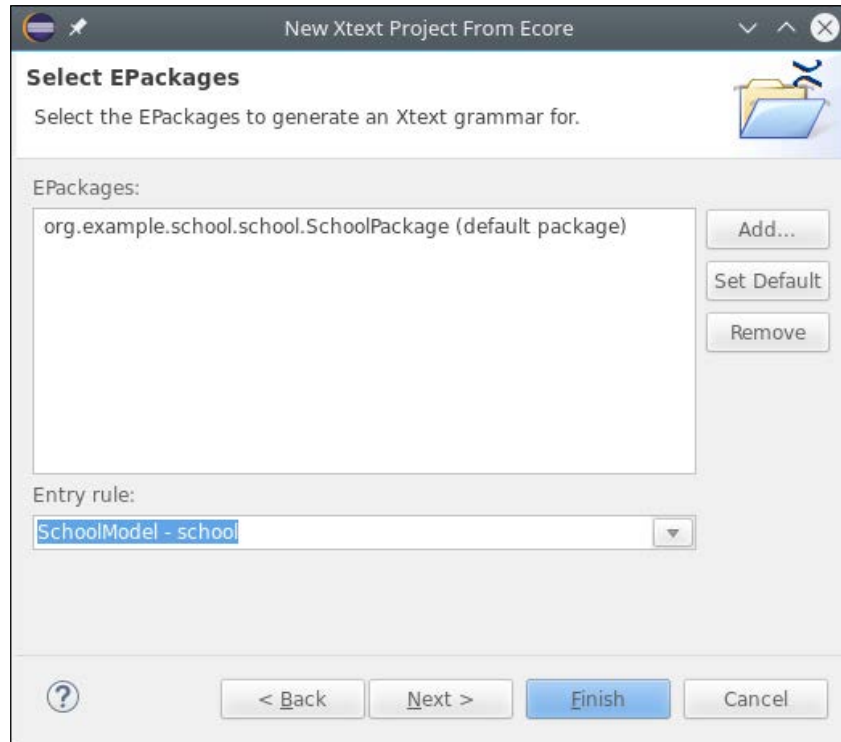 New Xtext Project From Ecore
Select EPackages
Select the EPackages to generate an Xtext grammar for.
EPackages:
org.example.school.school.SchoolPackage (default package)
Add...
Set Default
Remove
Entry rule:
SchoolModel - school
?
< Back
Next >
Finish
Cancel